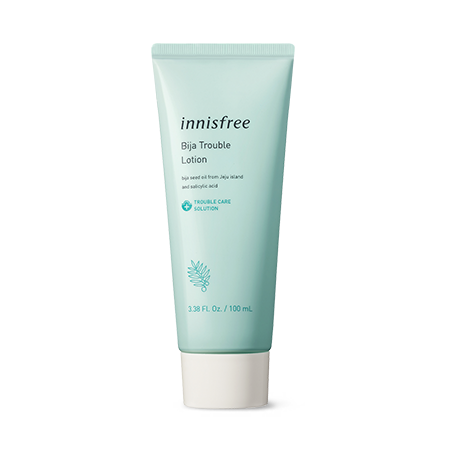 innisfree
Bija Trouble
Lotion
bija seed oil from Jeju island
and salicylic acid
TROUBLE CARE
SOLUTION
3.38 Fl. Oz. / 100 mL